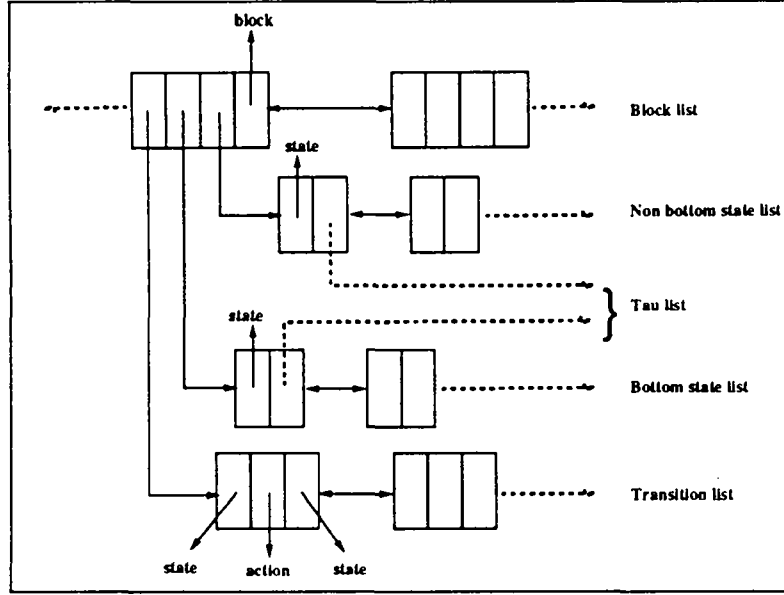 block
Block list
state
Non bottom state list
Tau list
state
Bottom state list
Transition list
state
action
state